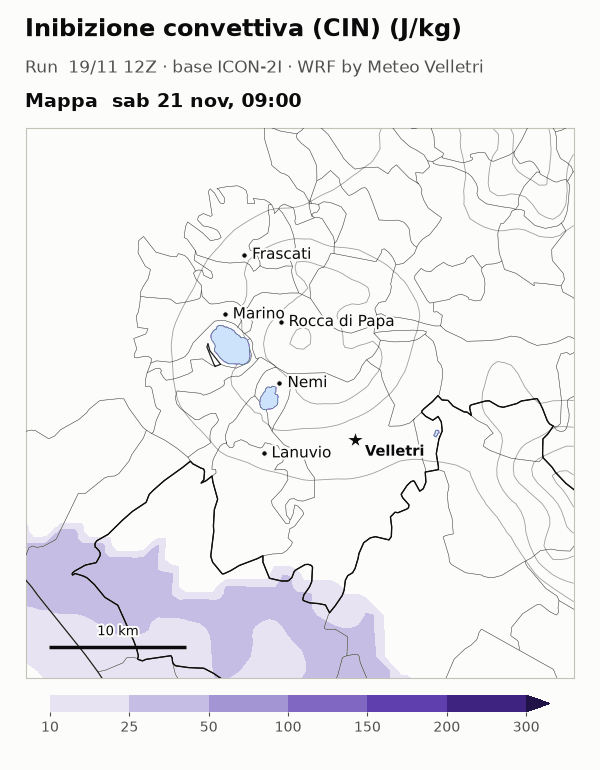 Inibizione convettiva (CIN) (J/kg)
Run 19/11 12Z · base ICON-2I · WRF by Meteo Velletri
Mappa sab 21 nov, 09:00
Frascati
Marino
Rocca di Papa
Nemi
Velletri
Lanuvio
10 km
10 25 50 100 150 200 300